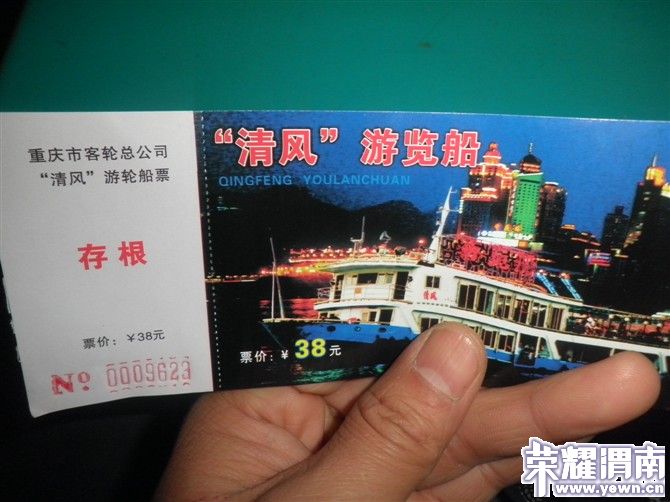 重庆市客轮总公司
“清风”游轮船票
存根
票价：￥38元
No 0009623
“清风”游览船
QINGFENG YOULANCHUAN
清风
票价：￥38元
荣耀渭南
www.yewn.cn